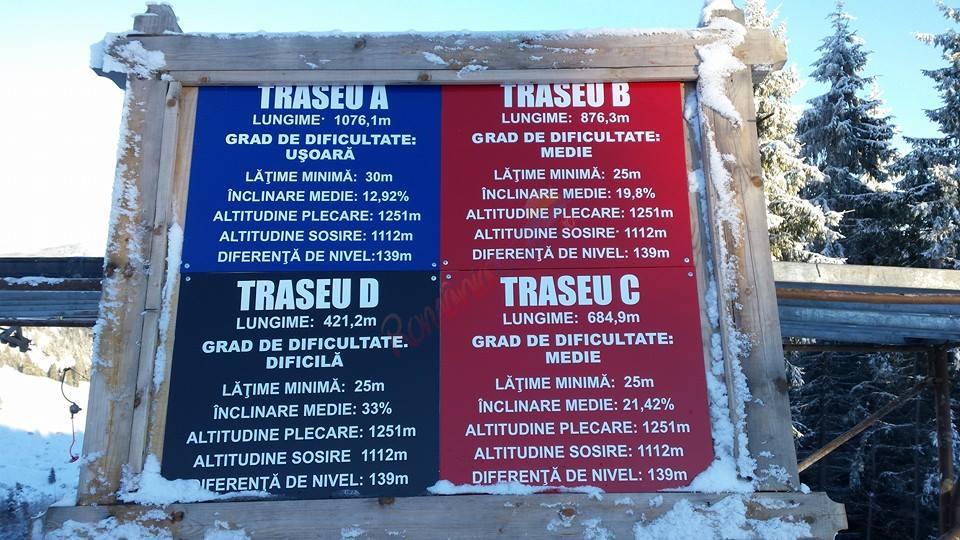 TRASEU A
LUNGIME: 1076,1m
GRAD DE DIFICULTATE:
UŞOARĂ
LĂŢIME MINIMĂ: 30m
ÎNCLINARE MEDIE: 12,92%
ALTITUDINE PLECARE: 1251m
ALTITUDINE SOSIRE: 1112m
DIFERENŢĂ DE NIVEL:139m
TRASEU B
LUNGIME: 876,3m
GRAD DE DIFICULTATE:
MEDIE
LĂŢIME MINIMĂ: 25m
ÎNCLINARE MEDIE: 19,8%
ALTITUDINE PLECARE: 1251m
ALTITUDINE SOSIRE: 1112m
DIFERENŢĂ DE NIVEL: 139m
TRASEU D
LUNGIME: 421,2m
GRAD DE DIFICULTATE.
DIFICILĂ
LĂŢIME MINIMĂ: 25m
ÎNCLINARE MEDIE: 33%
ALTITUDINE PLECARE: 1251m
ALTITUDINE SOSIRE 1112m
DIFERENŢĂ DE NIVEL: 139m
TRASEU C
LUNGIME: 684,9m
GRAD DE DIFICULTATE:
MEDIE
LĂŢIME MINIMĂ: 25m
ÎNCLINARE MEDIE: 21,42%
ALTITUDINE PLECARE: 1251m
ALTITUDINE SOSIRE: 1112m
DIFERENŢĂ DE NIVEL: 139m